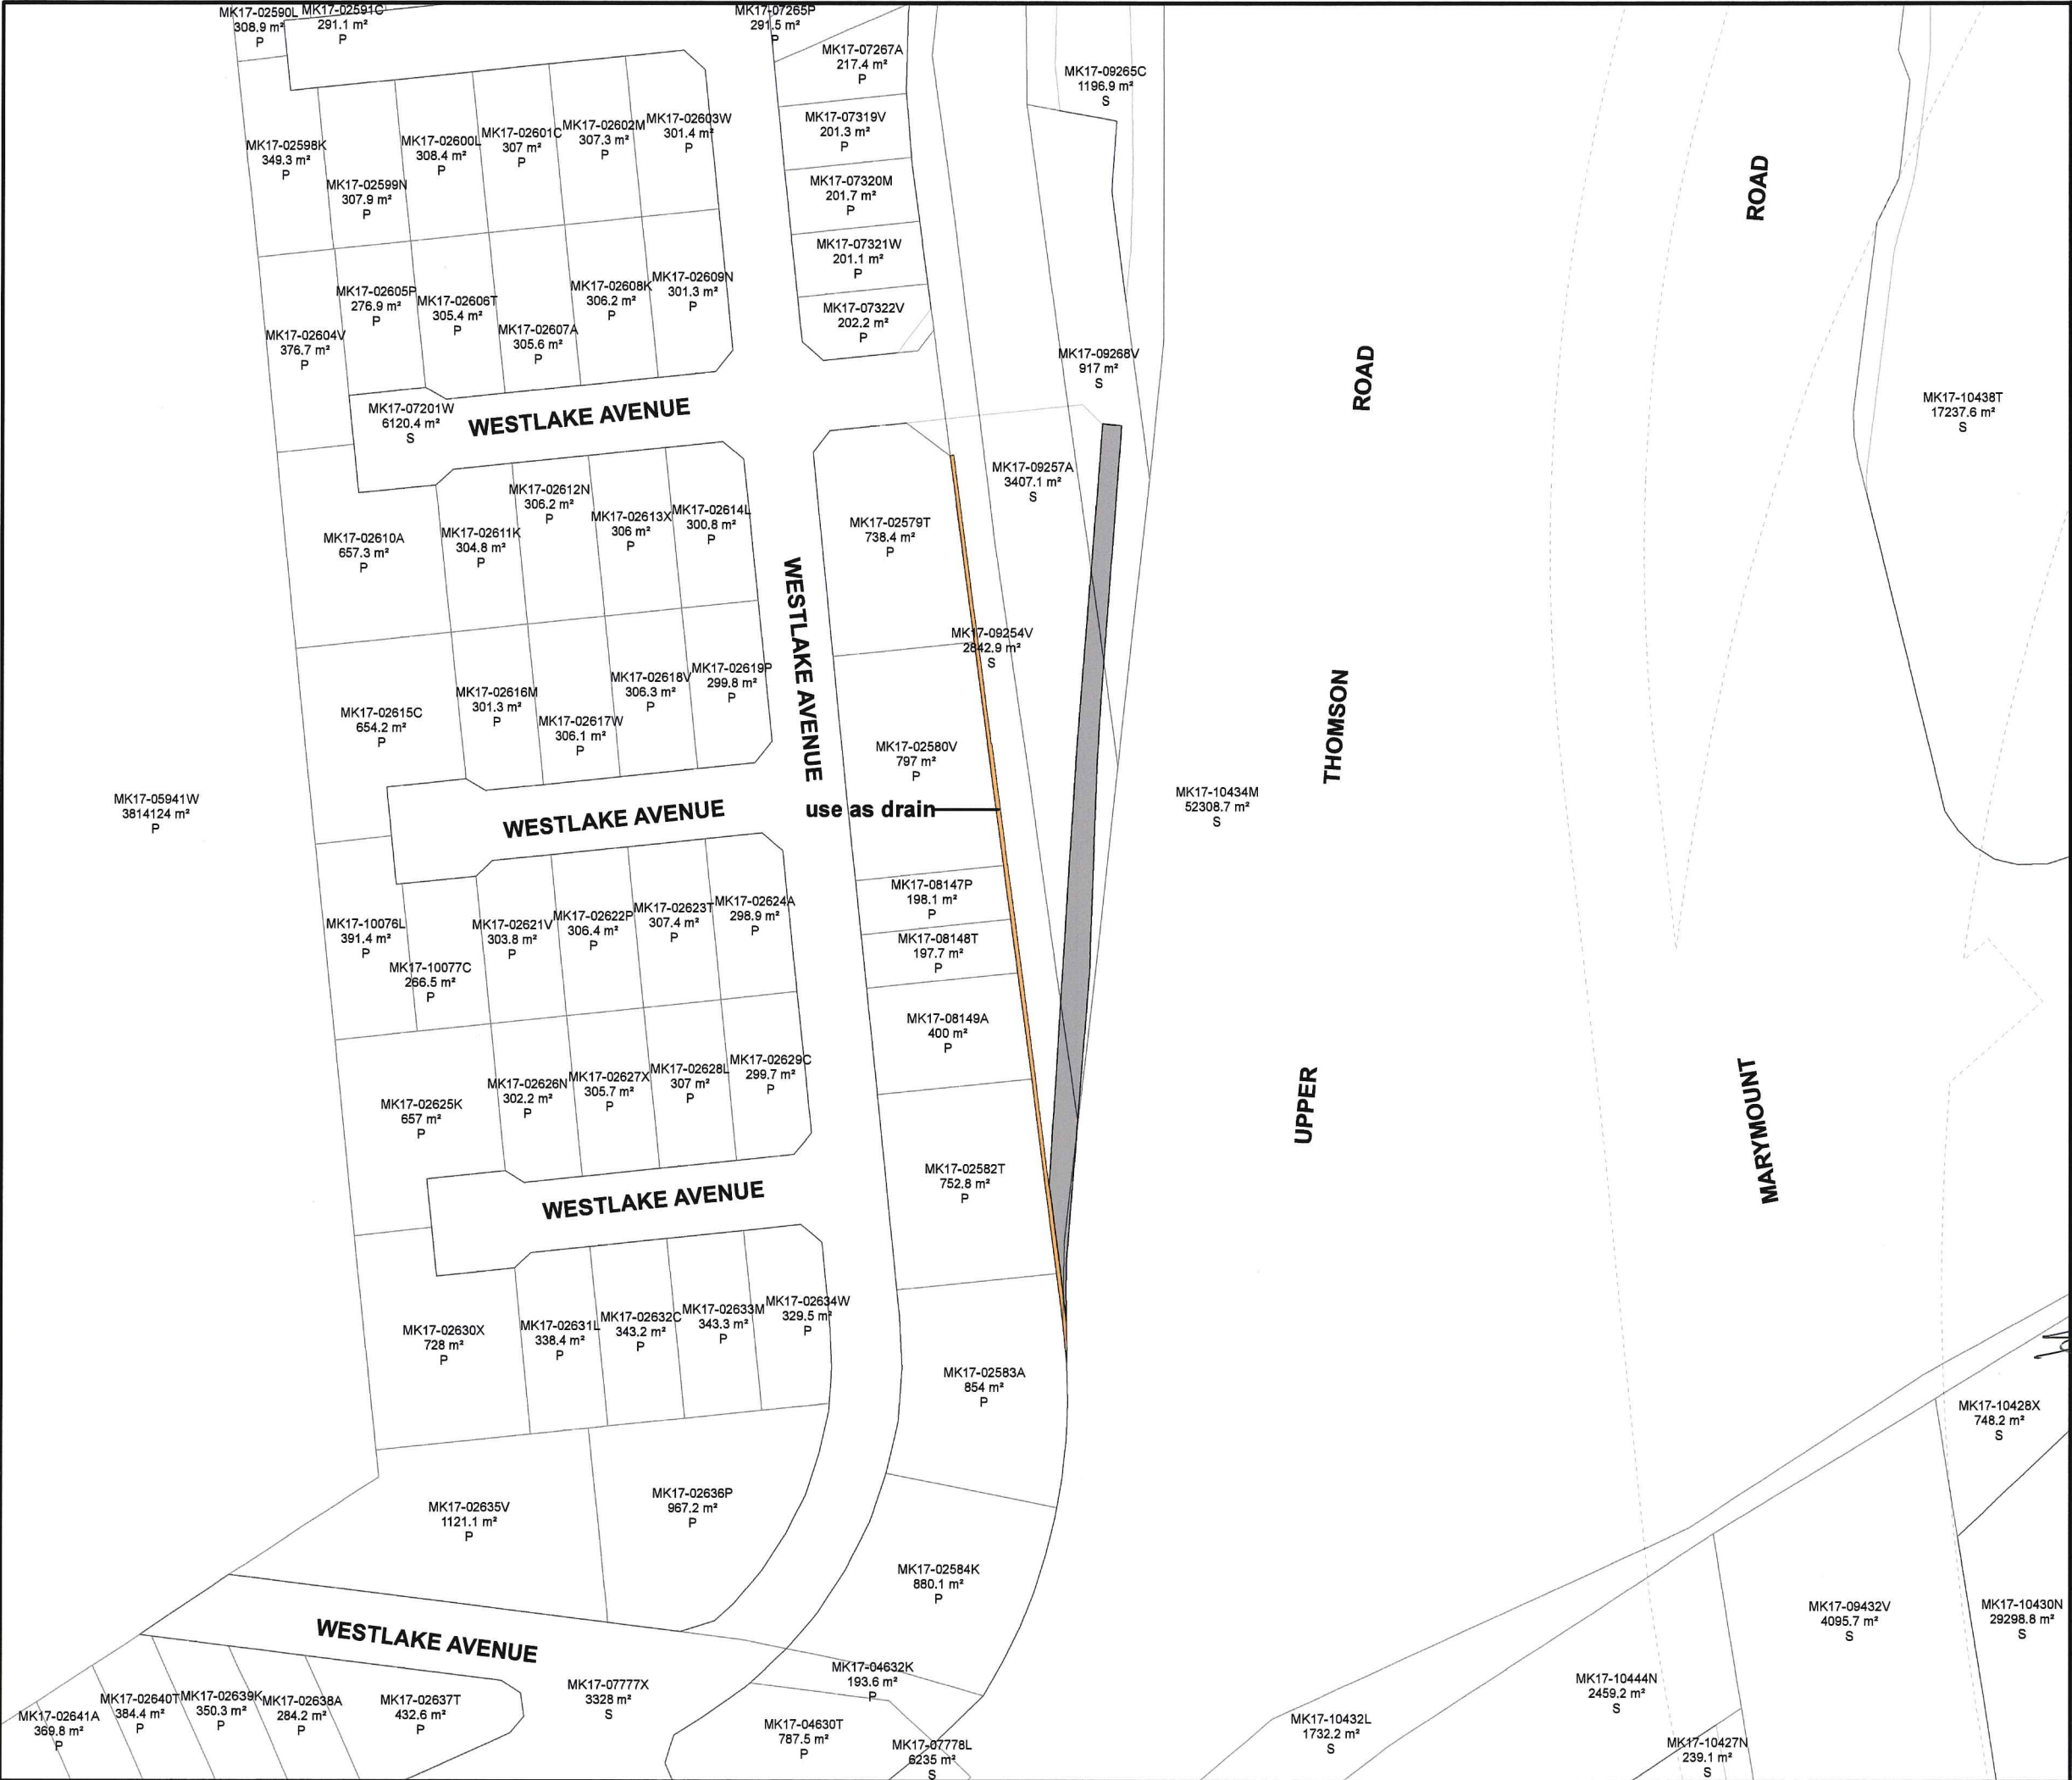 MK17-02590L
308.9 m²
P
MK17-02591C
291.1 m²
P
MK17-07265P
291.5 m²
P
MK17-07267A
217.4 m²
P
MK17-09265C
1196.9 m²
S
MK17-02598K
349.3 m²
P
MK17-02599N
307.9 m²
P
MK17-02600L
308.4 m²
P
MK17-02601C
307 m²
P
MK17-02602M
307.3 m²
P
MK17-02603W
301.4 m²
P
MK17-07319V
201.3 m²
P
MK17-07320M
201.7 m²
P
MK17-07321W
201.1 m²
P
MK17-07322V
202.2 m²
P
ROAD
MK17-02604V
376.7 m²
P
MK17-02605P
276.9 m²
P
MK17-02606T
305.4 m²
P
MK17-02607A
305.6 m²
P
MK17-02608K
306.2 m²
P
MK17-02609N
301.3 m²
P
MK17-09268V
917 m²
S
ROAD
MK17-10438T
17237.6 m²
S
MK17-07201W
6120.4 m²
S
WESTLAKE AVENUE
MK17-09257A
3407.1 m²
S
MK17-02610A
657.3 m²
P
MK17-02611K
304.8 m²
P
MK17-02612N
306.2 m²
P
MK17-02613X
306 m²
P
MK17-02614L
300.8 m²
P
MK17-02579T
738.4 m²
P
WESTLAKE AVENUE
MK17-09254V
2842.9 m²
S
MK17-02615C
654.2 m²
P
MK17-02616M
301.3 m²
P
MK17-02617W
306.1 m²
P
MK17-02618V
306.3 m²
P
MK17-02619P
299.8 m²
P
MK17-02580V
797 m²
P
THOMSON
MK17-05941W
3814124 m²
P
WESTLAKE AVENUE
use as drain
MK17-10434M
52308.7 m²
S
MK17-10076L
391.4 m²
P
MK17-10077C
266.5 m²
P
MK17-02621V
303.8 m²
P
MK17-02622P
306.4 m²
P
MK17-02623T
307.4 m²
P
MK17-02624A
298.9 m²
P
MK17-08147P
198.1 m²
P
MK17-08148T
197.7 m²
P
MK17-08149A
400 m²
P
MK17-02625K
657 m²
P
MK17-02626N
302.2 m²
P
MK17-02627X
305.7 m²
P
MK17-02628L
307 m²
P
MK17-02629C
299.7 m²
P
UPPER
MARYMOUNT
MK17-02582T
752.8 m²
P
WESTLAKE AVENUE
MK17-02630X
728 m²
P
MK17-02631L
338.4 m²
P
MK17-02632C
343.2 m²
P
MK17-02633M
343.3 m²
P
MK17-02634W
329.5 m²
P
MK17-02583A
854 m²
P
MK17-10428X
748.2 m²
S
MK17-02635V
1121.1 m²
P
MK17-02636P
967.2 m²
P
MK17-02584K
880.1 m²
P
MK17-09432V
4095.7 m²
S
MK17-10430N
29298.8 m²
S
WESTLAKE AVENUE
MK17-04632K
193.6 m²
P
MK17-10444N
2459.2 m²
S
MK17-02641A
369.8 m²
P
MK17-02640T
384.4 m²
P
MK17-02639K
350.3 m²
P
MK17-02638A
284.2 m²
P
MK17-02637T
432.6 m²
P
MK17-07777X
3328 m²
S
MK17-04630T
787.5 m²
P
MK17-07778L
6235 m²
S
MK17-10432L
1732.2 m²
S
MK17-10427N
239.1 m²
S